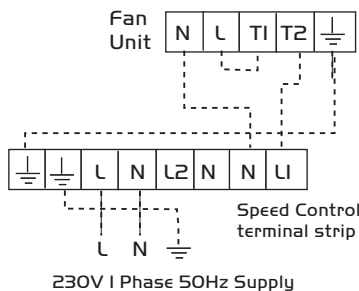 Fan
Unit
N L T1 T2
L N L2 N N L1
Speed Control
terminal strip
L N
230V 1 Phase 50Hz Supply